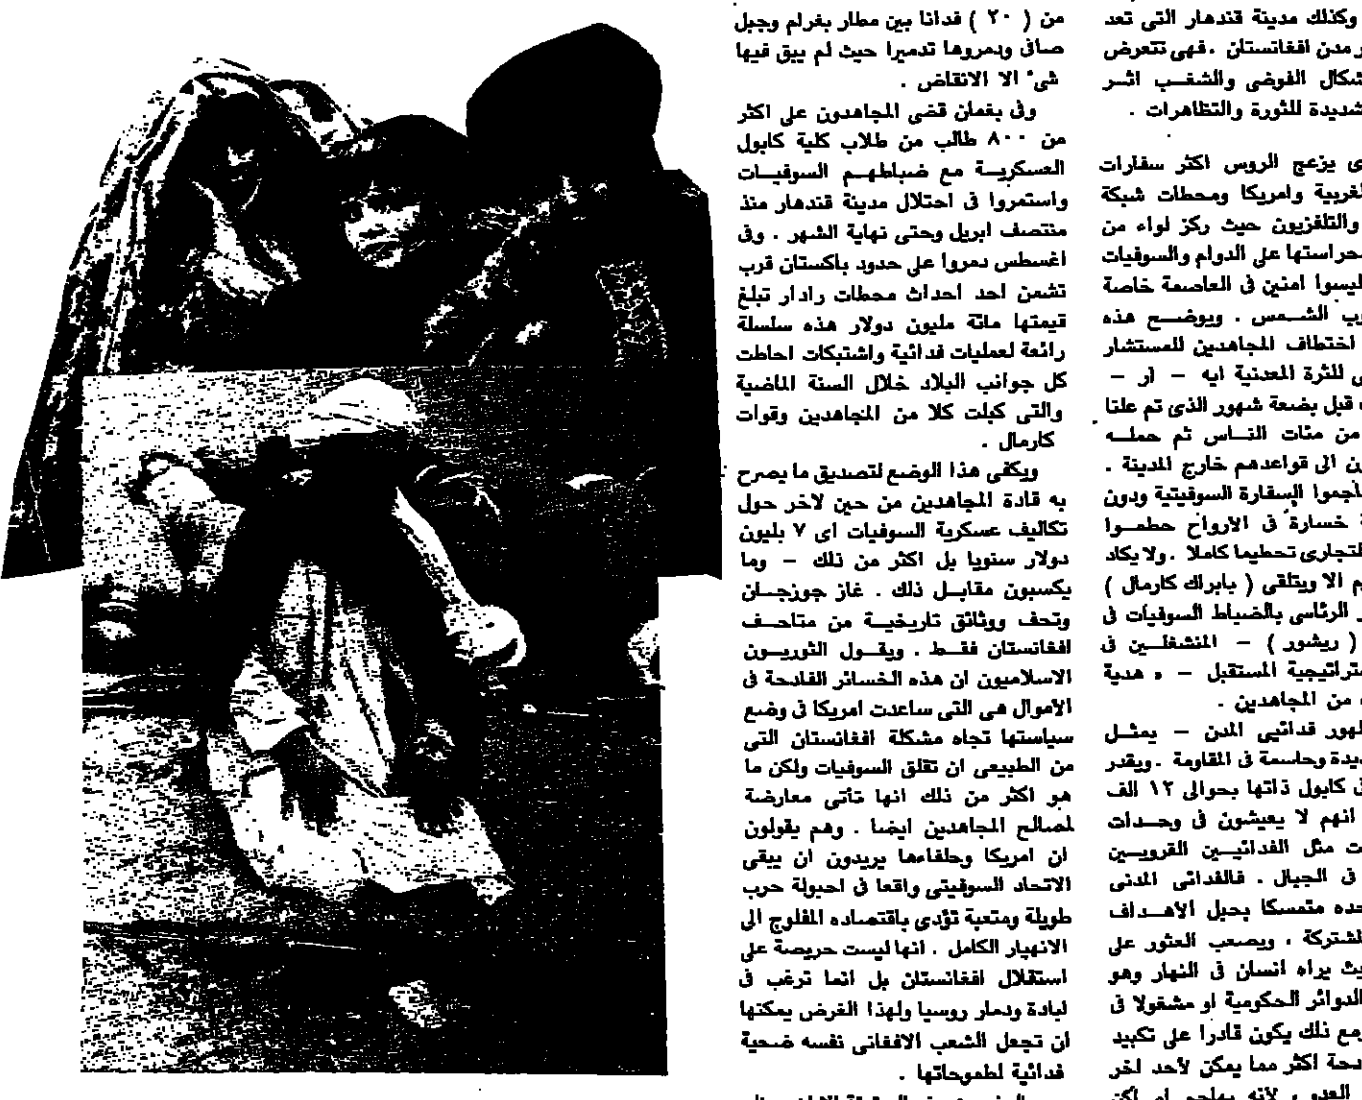 وكذلك مدينة قندهار التى تعد
مدن افغانستان . فهى تتعرض
شكال الفوضى والشغب اثر
شديدة للثورة والتظاهرات .
يزعج الروس اكثر سفارات
لغربية وامريكا ومحطات شبكة
والتلفزيون حيث ركز لواء من
حراستها على الدوام والسوفيات
ليسوا امنين فى العاصمة خاصة
الشمس . ويوضح هذه
اختطاف المجاهدين للمستشار
للثرة المعدنية ايه – ار –
قبل بضعة شهور الذى تم علنا
من مئات الناس ثم حمله
الى قواعدهم خارج المدينة .
السفارة السوفيتية ودون
خسارة فى الارواح حطموا
لتجارى تحطيما كاملا . ولا يكاد
الا ويتلقى ( بابراك كارمال )
الرئاسى بالضباط السوفيات فى
( ريشور ) – المنشغلين فى
ستراتيجية المستقبل – هدية
من المجاهدين .
فدائيى المدن – يمثل
وحاسمة فى المقاومة . ويقدر
كابول ذاتها بحوالى ١٢ الف
انهم لا يعيشون فى وحدات
مثل الفدائيين القرويين
فى الجبال . فالفدائى المدنى
متمسكا بحبل الاهداف
لمشتركة ، ويصعب العثور على
يراه انسان فى النهار وهو
الدوائر الحكومية او مشغولا فى
مع ذلك يكون قادرا على تكبيد
اكثر مما يمكن لأحد اخر
العدو ، لأنه يهاجم
من ( ٢٠ ) فدانا بين مطار بغرام وجبل
صافى ودمروها تدميرا حيث لم يبق فيها
شىء الا الانقاض .
وفى بغمان قضى المجاهدون على اكثر
من ٨٠٠ طالب من طلاب كلية كابول
العسكرية مع ضباطهم السوفيات
واستمروا فى احتلال مدينة قندهار منذ
منتصف ابريل وحتى نهاية الشهر . وفى
اغسطس دمروا على حدود باكستان قرب
تشمن احد احداث محطات رادار تبلغ
قيمتها مائة مليون دولار هذه سلسلة
رائعة لعمليات فدائية واشتبكات احاطت
كل جوانب البلاد خلال السنة الماضية
والتى كبلت كلا من المجاهدين وقوات
كارمال .
ويكفى هذا الوضع لتصديق ما يصرح
به قادة المجاهدين من حين لاخر حول
تكاليف عسكرية السوفيات اى ٧ بليون
دولار سنويا بل اكثر من ذلك – وما
يكسبون مقابل ذلك . غاز جوزجان
وتحف ووثائق تاريخية من متاحف
افغانستان فقط . ويقول الثوريون
الاسلاميون ان هذه الخسائر الفادحة فى
الأموال هى التى ساعدت امريكا فى وضع
سياستها تجاه مشكلة افغانستان التى
من الطبيعى ان تقلق السوفيات ولكن ما
هو اكثر من ذلك انها تأتى معارضة
لمصالح المجاهدين ايضا . وهم يقولون
ان امريكا وحلفاءها يريدون ان يبقى
الاتحاد السوفيتى واقعا فى احبولة حرب
طويلة ومتعبة تؤدى باقتصاده المفلوج الى
الانهيار الكامل . انها ليست حريصة على
استقلال افغانستان بل انما ترغب فى
ابادة ودمار روسيا ولهذا الغرض يمكنها
ان تجعل الشعب الافغانى نفسه ضحية
فدائية لطموحاتها .